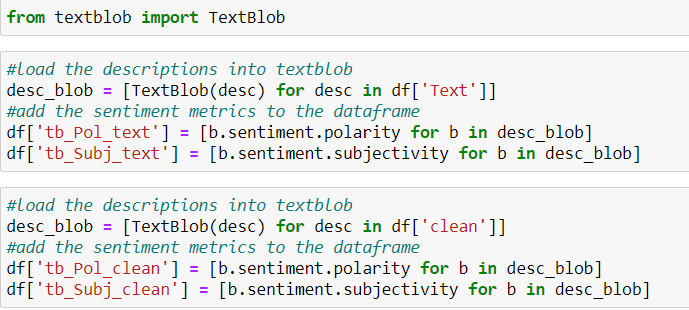 from textblob import TextBlob
#load the descriptions into textblob
desc_blob = [TextBlob(desc) for desc in df['Text']]
#add the sentiment metrics to the dataframe
df['tb_Pol_text'] = [b.sentiment.polarity for b in desc_blob]
df['tb_Subj_text'] = [b.sentiment.subjectivity for b in desc_blob]
#load the descriptions into textblob
desc_blob = [TextBlob(desc) for desc in df['clean']]
#add the sentiment metrics to the dataframe
df['tb_Pol_clean'] = [b.sentiment.polarity for b in desc_blob]
df['tb_Subj_clean'] = [b.sentiment.subjectivity for b in desc_blob]